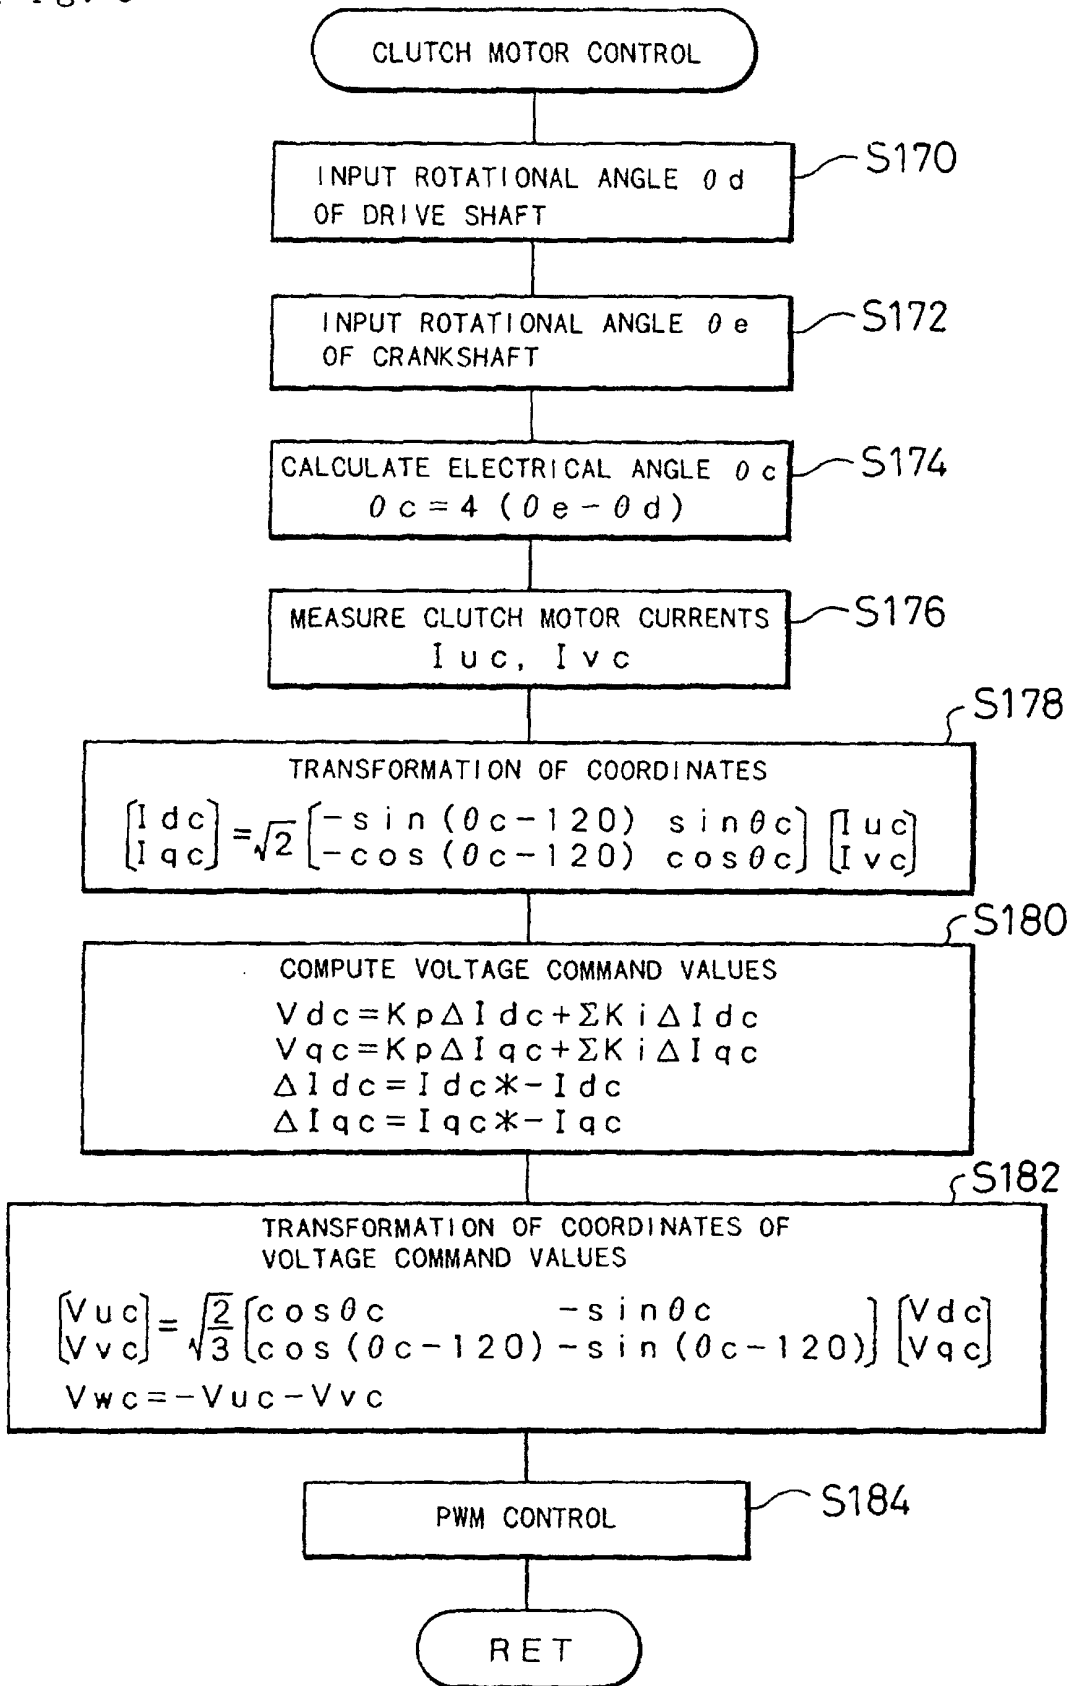 CLUTCH MOTOR CONTROL
S170
INPUT ROTATIONAL ANGLE θd
OF DRIVE SHAFT
S172
INPUT ROTATIONAL ANGLE θe
OF CRANKSHAFT
S174
CALCULATE ELECTRICAL ANGLE θc
θc=4(θe-θd)
S176
MEASURE CLUTCH MOTOR CURRENTS
Iuc, Ivc
S178
TRANSFORMATION OF COORDINATES
[Idc] =√2 [-sin(θc-120) sinθc] [Iuc]
[Iqc] [-cos(θc-120) cosθc] [Ivc]
S180
COMPUTE VOLTAGE COMMAND VALUES
Vdc=KpΔIdc+ΣKiΔIdc
Vqc=KpΔIqc+ΣKiΔIqc
ΔIdc=Idc*-Idc
ΔIqc=Iqc*-Iqc
S182
TRANSFORMATION OF COORDINATES OF
VOLTAGE COMMAND VALUES
[Vuc] = √2/3 [cosθc -sinθc] [Vdc]
[Vvc] [cos(θc-120) -sin(θc-120)] [Vqc]
Vwc=-Vuc-Vvc
S184
PWM CONTROL
RET